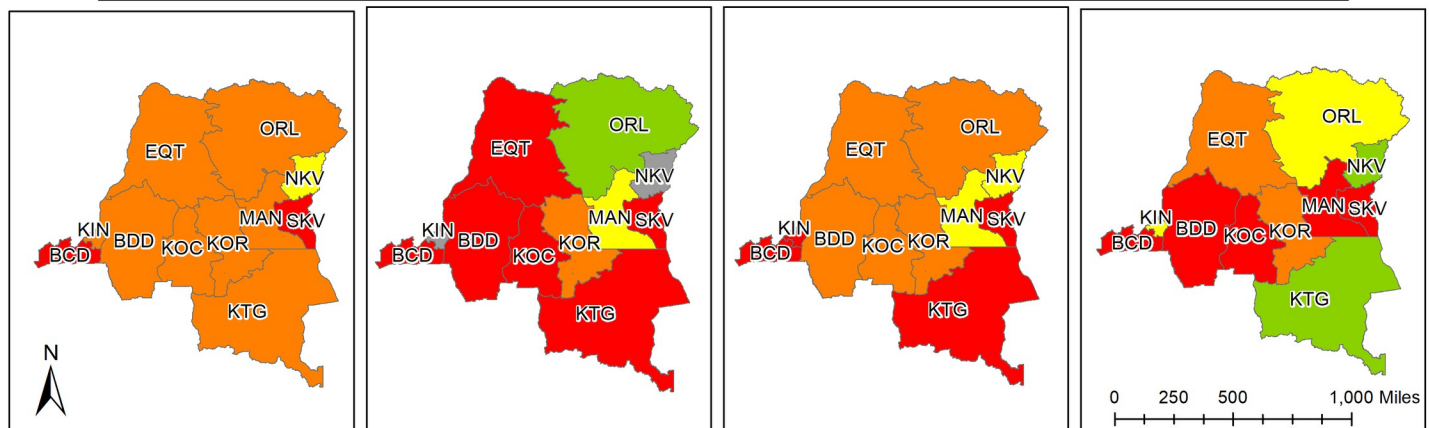 ORL
EQT
NKV
MAN
SKV
KIN
BDD
KOC
KOR
BCD
KTG
N
ORL
EQT
NKV
MAN
SKV
KIN
BDD
KOC
KOR
BCD
KTG
ORL
EQT
NKV
MAN
SKV
KIN
BDD
KOC
KOR
BCD
KTG
ORL
EQT
NKV
MAN
SKV
KIN
BDD
KOC
KOR
BCD
KTG
0 250 500 1,000 Miles